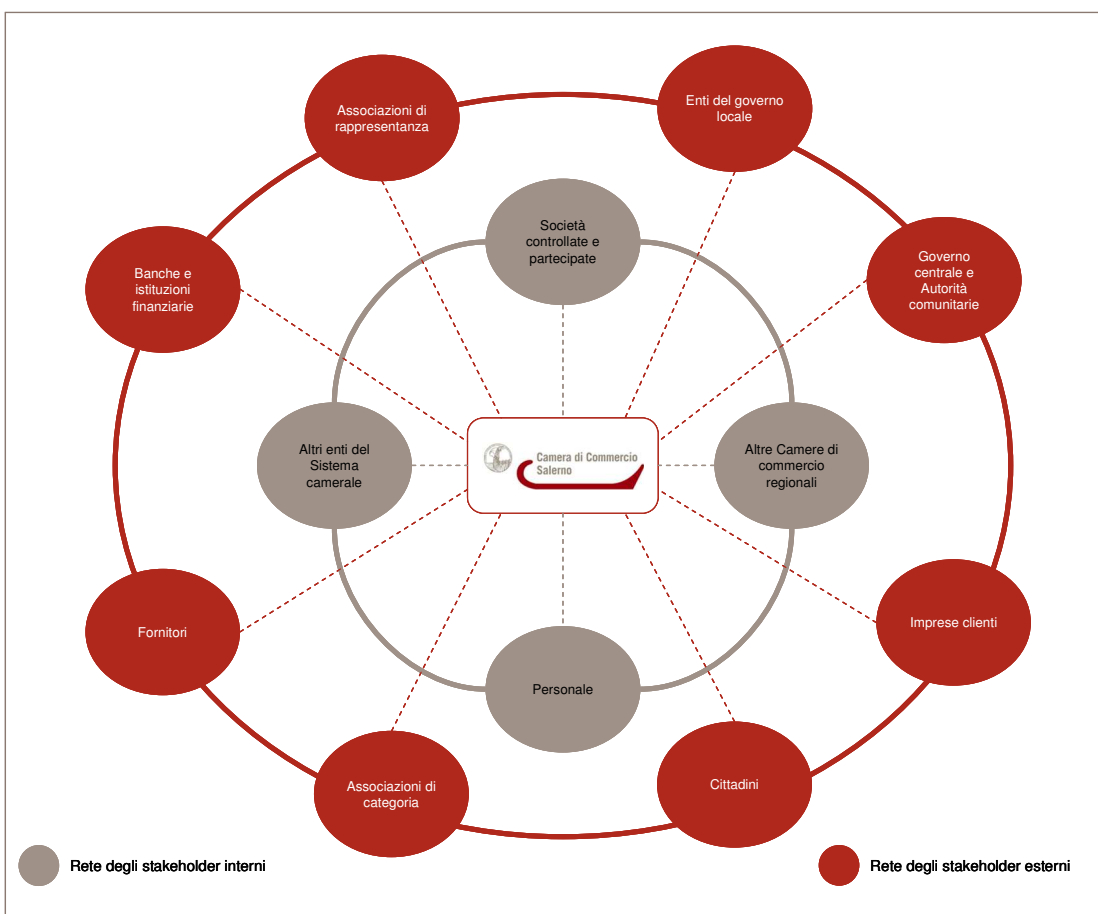 Associazioni di
rappresentanza
Enti del governo
locale
Società
controllate e
partecipate
Banche e
istituzioni
finanziarie
Governo
centrale e
Autorità
comunitarie
Altri enti del
Sistema
camerale
Camera di Commercio
Salerno
Altre Camere di
commercio
regionali
Fornitori
Imprese clienti
Personale
Associazioni di
categoria
Cittadini
Rete degli stakeholder interni
Rete degli stakeholder esterni